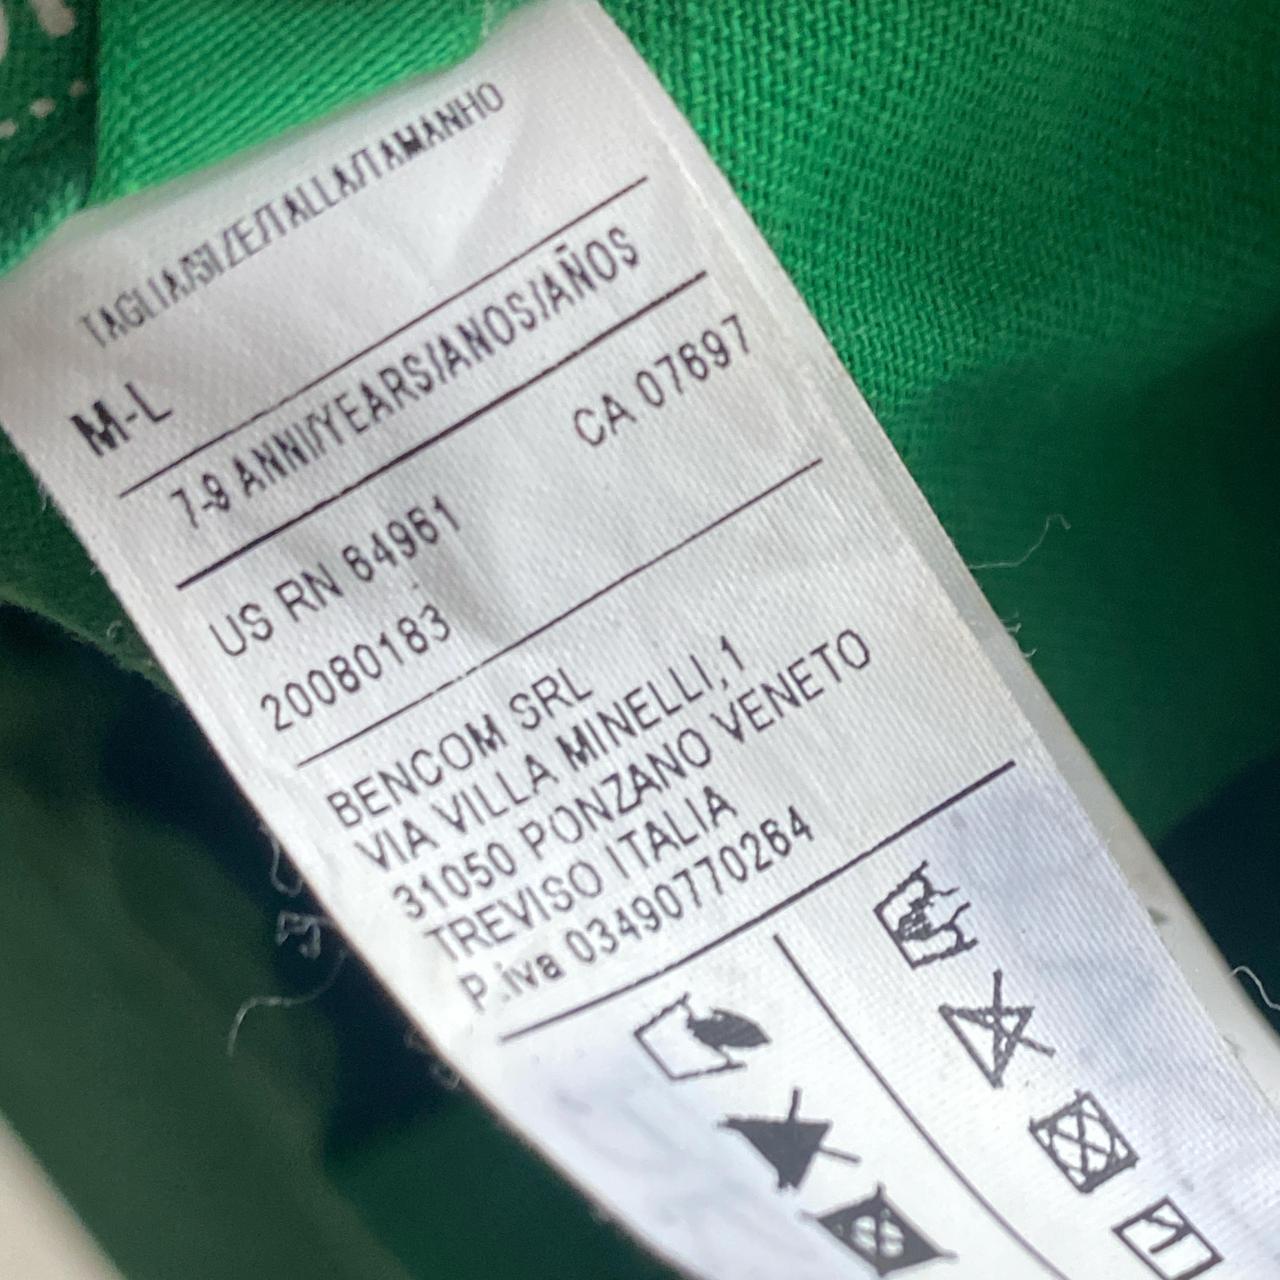 TAGLIA/SIZE/TALLA/TAMANHO
M-L
7-9 ANNI/YEARS/ANOS/AÑOS
US RN 64961 CA 07697
20080183
BENCOM SRL
VIA VILLA MINELLI, 1
31050 PONZANO VENETO
TREVISO ITALIA
P.iva 03490770264